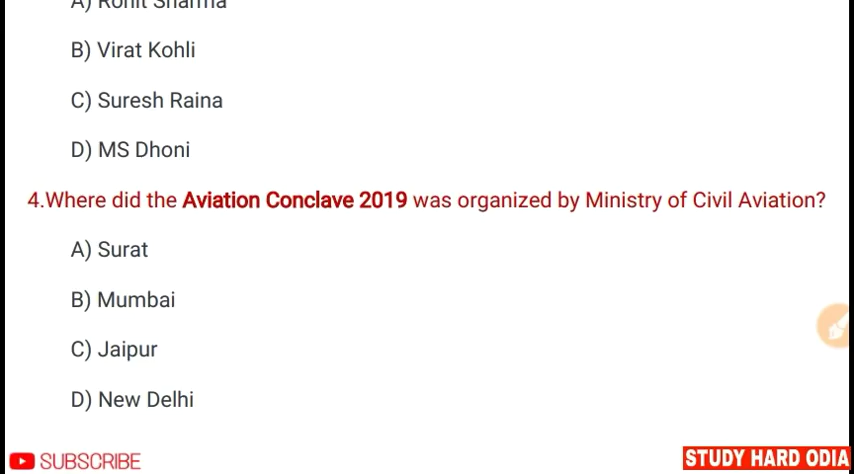 A) Rohit Sharma
B) Virat Kohli
C) Suresh Raina
D) MS Dhoni
4.Where did the Aviation Conclave 2019 was organized by Ministry of Civil Aviation?
A) Surat
B) Mumbai
C) Jaipur
D) New Delhi
SUBSCRIBE
STUDY HARD ODIA